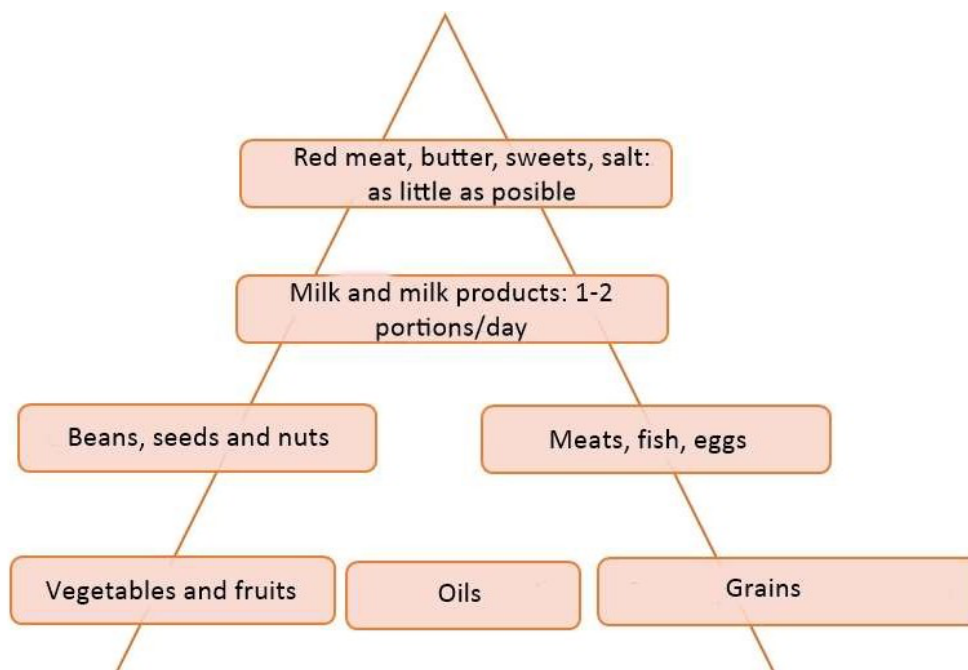 Red meat, butter, sweets, salt:
as little as posible
Milk and milk products: 1-2
portions/day
Beans, seeds and nuts
Meats, fish, eggs
Vegetables and fruits
Oils
Grains